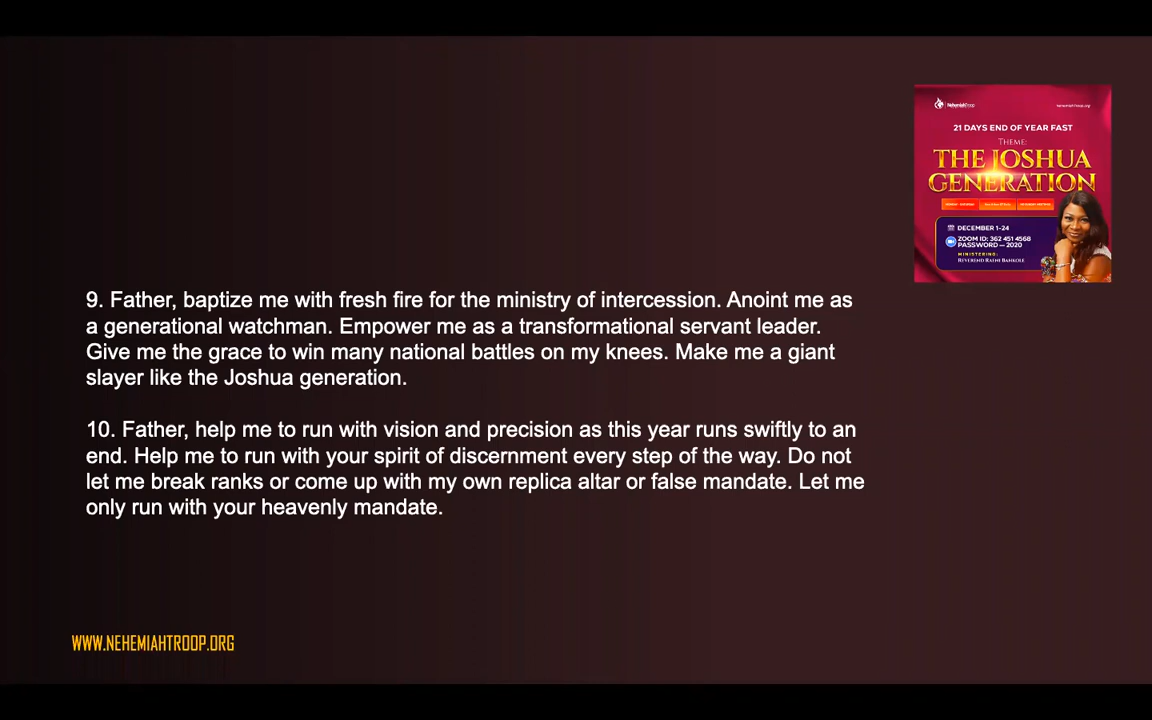 NehemiahTroop
nehemiahtroop.org
21 DAYS END OF YEAR FAST
THEME:
THE JOSHUA
GENERATION
DECEMBER 1-24
ZOOM ID: 362 451 4568
PASSWORD — 2020
MINISTERING:
REVEREND
9. Father, baptize me with fresh fire for the ministry of intercession. Anoint me as
a generational watchman. Empower me as a transformational servant leader.
Give me the grace to win many national battles on my knees. Make me a giant
slayer like the Joshua generation.
10. Father, help me to run with vision and precision as this year runs swiftly to an
end. Help me to run with your spirit of discernment every step of the way. Do not
let me break ranks or come up with my own replica altar or false mandate. Let me
only run with your heavenly mandate.
WWW.NEHEMIAHTROOP.ORG